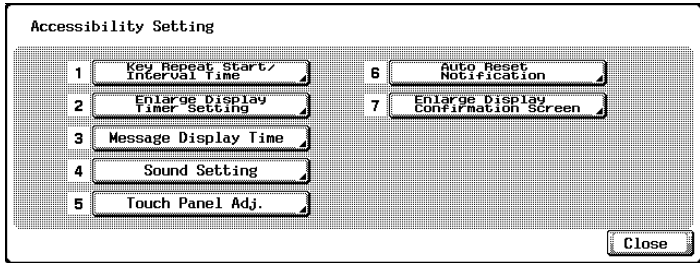 Accessibility Setting
1 Key Repeat Start/
Interval Time
2 Enlarge Display
Timer Setting
3 Message Display Time
4 Sound Setting
5 Touch Panel Adj.
6 Auto Reset
Notification
7 Enlarge Display
Confirmation Screen
Close